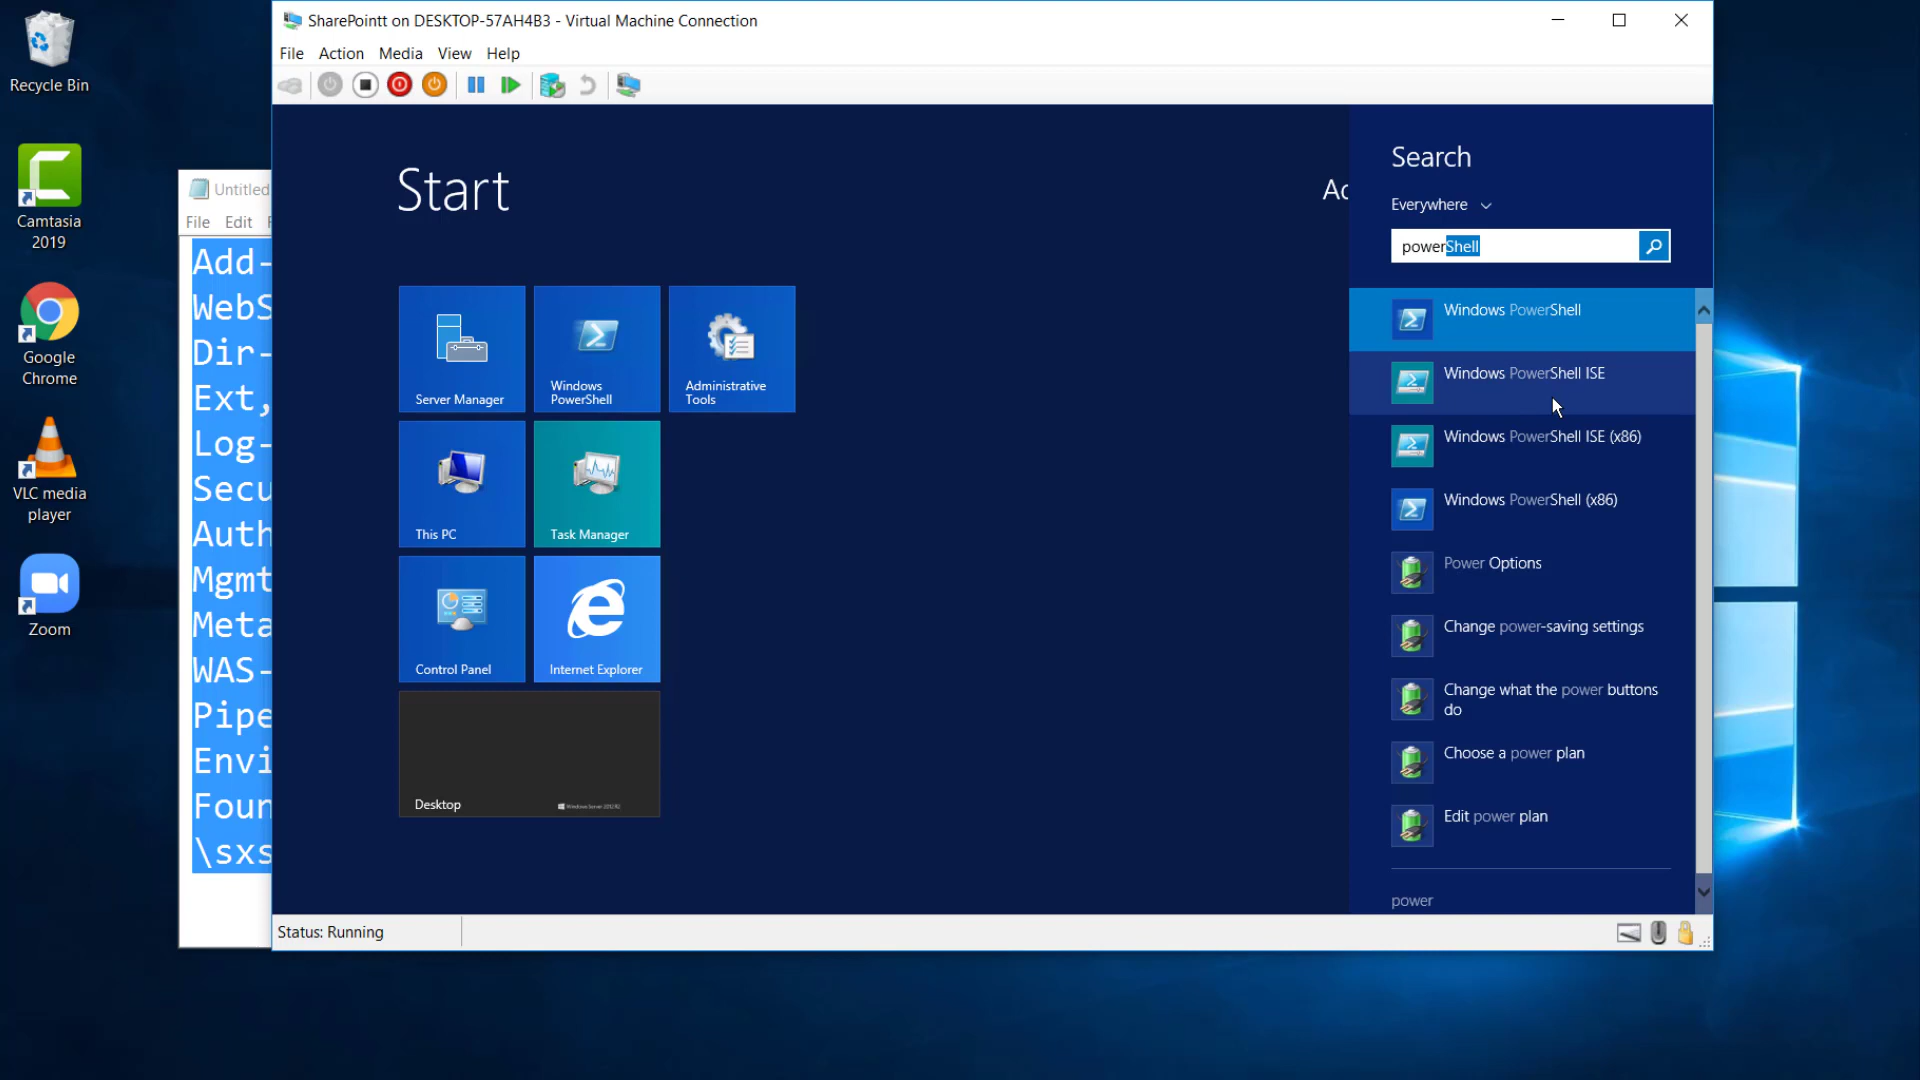 Recycle Bin
Camtasia
2019
Google
Chrome
VLC media
player
Zoom
Untitled
File Edit
Add-
WebS
Dir-
Ext,
Log-
Secu
Auth
Mgmt
Meta
WAS-
Pipe
Envi
Foun
\sxs
SharePointt on DESKTOP-57AH4B3 - Virtual Machine Connection
File Action Media View Help
Start
Server Manager
Windows
PowerShell
Administrative
Tools
This PC
Task Manager
Control Panel
Internet Explorer
Desktop
Windows Server 2012 R2
Search
Everywhere
powerShell
Windows PowerShell
Windows PowerShell ISE
Windows PowerShell ISE (x86)
Windows PowerShell (x86)
Power Options
Change power-saving settings
Change what the power buttons
do
Choose a power plan
Edit power plan
power
Status: Running